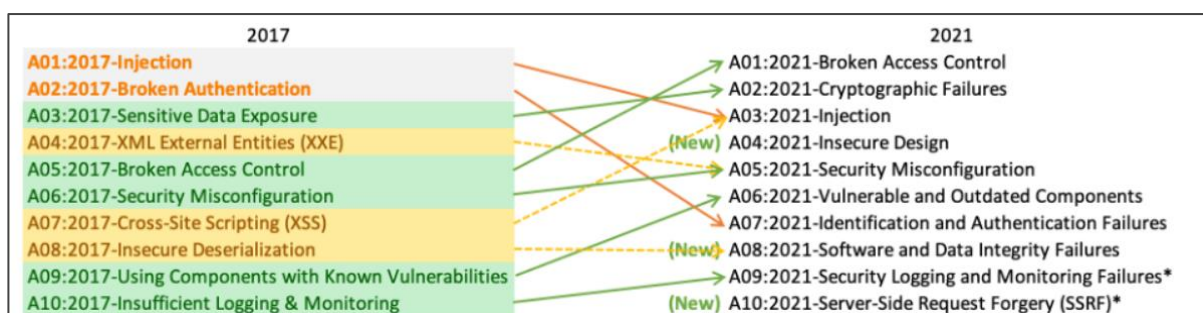 2017
A01:2017-Injection
A02:2017-Broken Authentication
A03:2017-Sensitive Data Exposure
A04:2017-XML External Entities (XXE)
A05:2017-Broken Access Control
A06:2017-Security Misconfiguration
A07:2017-Cross-Site Scripting (XSS)
A08:2017-Insecure Deserialization
A09:2017-Using Components with Known Vulnerabilities
A10:2017-Insufficient Logging & Monitoring
2021
A01:2021-Broken Access Control
A02:2021-Cryptographic Failures
A03:2021-Injection
(New) A04:2021-Insecure Design
A05:2021-Security Misconfiguration
A06:2021-Vulnerable and Outdated Components
A07:2021-Identification and Authentication Failures
(New) A08:2021-Software and Data Integrity Failures
A09:2021-Security Logging and Monitoring Failures*
(New) A10:2021-Server-Side Request Forgery (SSRF)*